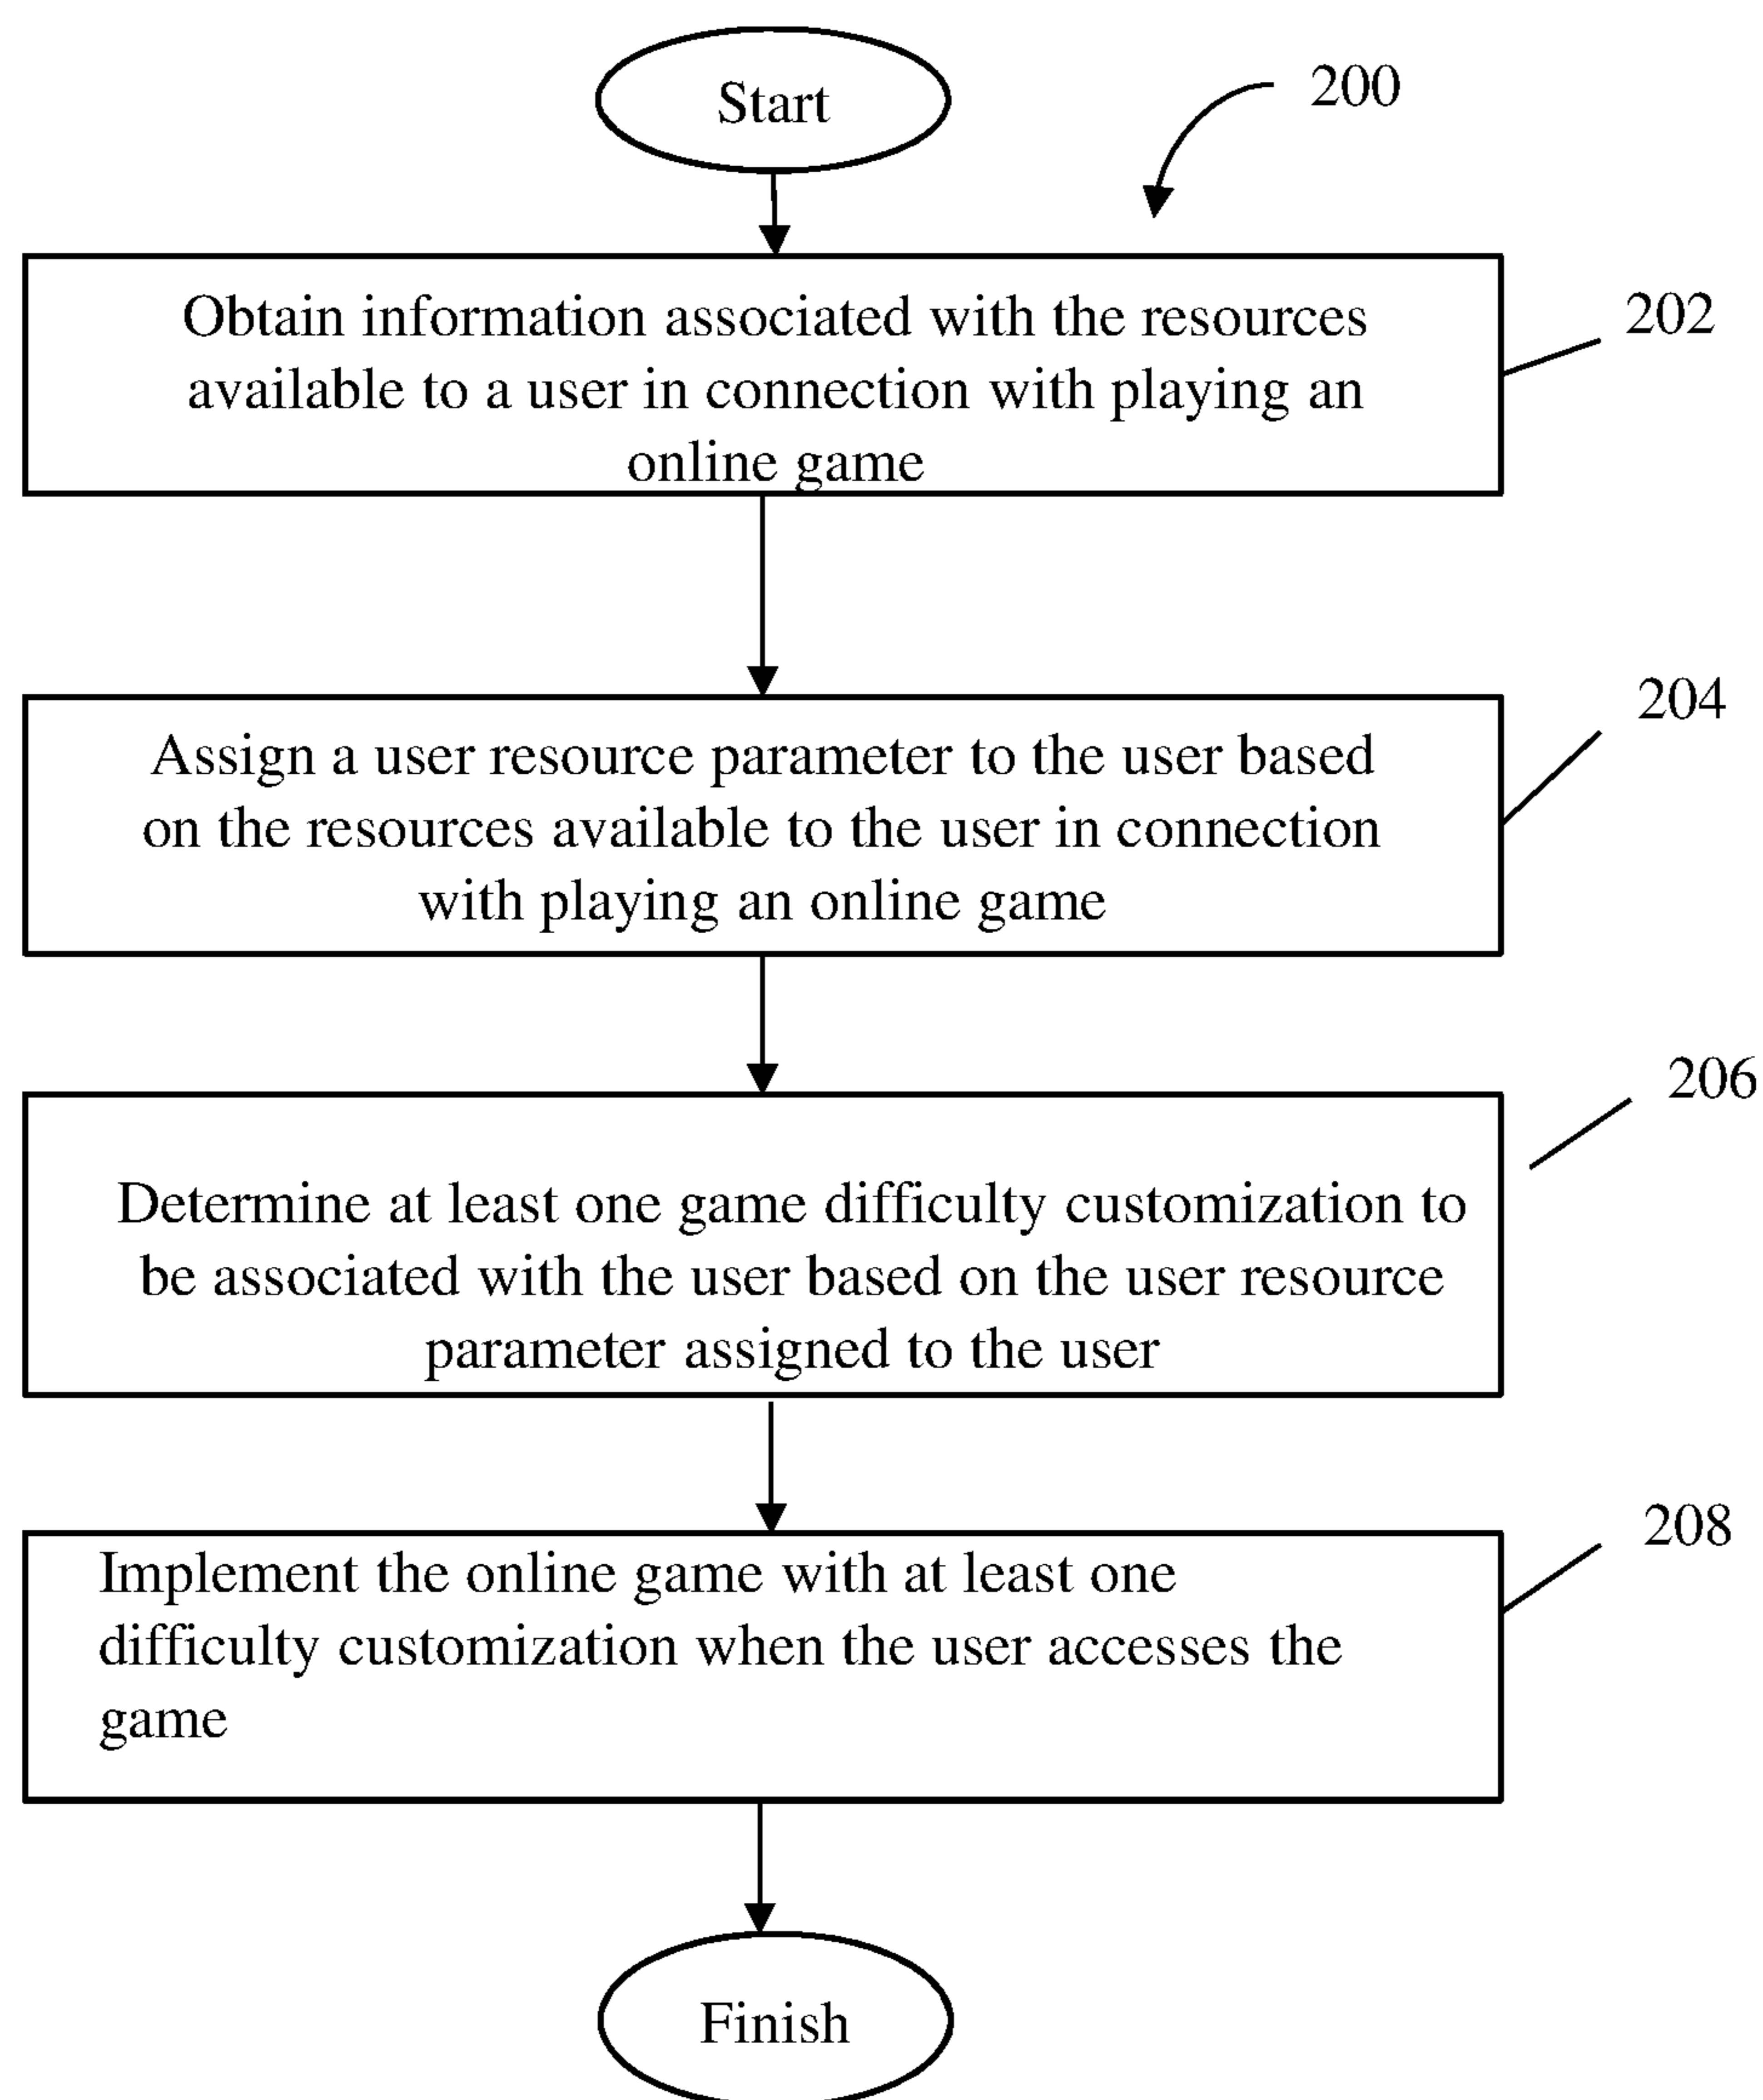 Start
200
Obtain information associated with the resources
available to a user in connection with playing an
online game
202
Assign a user resource parameter to the user based
on the resources available to the user in connection
with playing an online game
204
Determine at least one game difficulty customization to
be associated with the user based on the user resource
parameter assigned to the user
206
Implement the online game with at least one
difficulty customization when the user accesses the
game
208
Finish